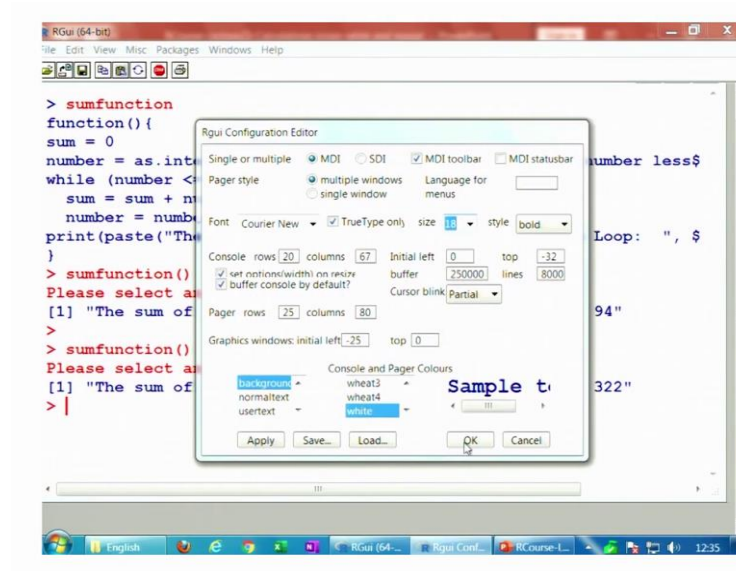 RGui (64-bit)
File Edit View Misc Packages Windows Help
> sumfunction
function(){
sum = 0
number = as.inte
number less$
while (number <=
sum = sum + nu
number = numbe
print(paste("The
Loop: ", $
}
> sumfunction()
Please select an
[1] "The sum of
94"
>
> sumfunction()
Please select an
[1] "The sum of
322"
> |
Rgui Configuration Editor
Single or multiple MDI SDI MDI toolbar MDI statusbar
Pager style multiple windows Language for
single window menus
Font Courier New TrueType only size 18 style bold
Console rows 20 columns 67 Initial left 0 top -32
set options(width) on resize buffer 250000 lines 8000
buffer console by default? Cursor blink Partial
Pager rows 25 columns 80
Graphics windows: initial left -25 top 0
Console and Pager Colours
background wheat3 Sample t
normaltext wheat4
usertext white
Apply Save... Load... OK Cancel
English RGui (64-... Rgui Conf... RCourse-L... 12:35